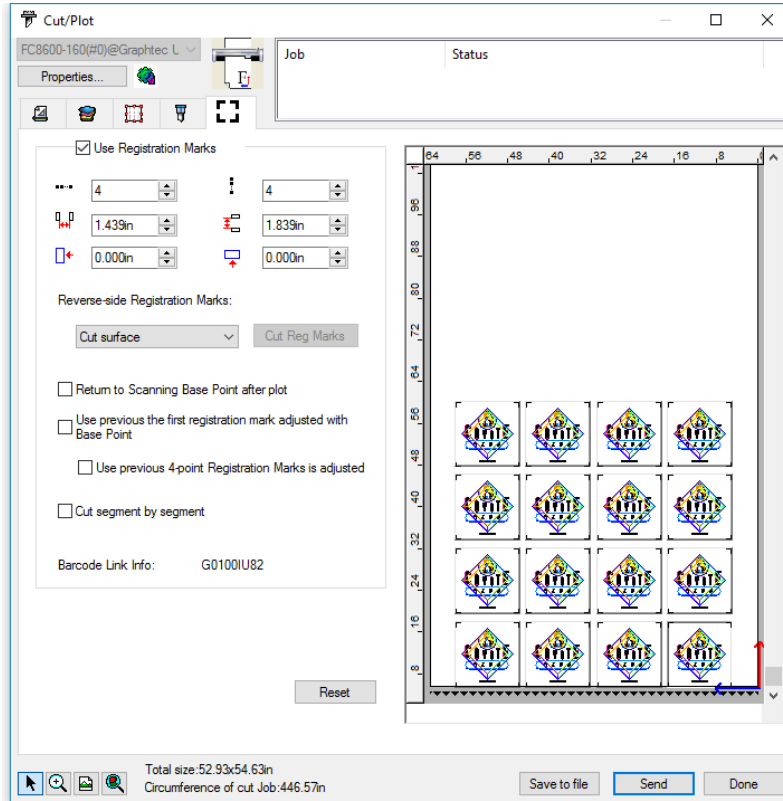 Cut/Plot
FC8600-160(#0)@Graphtec U
Job
Status
Properties...
Use Registration Marks
4
4
1.439in
1.839in
0.000in
0.000in
Reverse-side Registration Marks:
Cut surface
Cut Reg Marks
Return to Scanning Base Point after plot
Use previous the first registration mark adjusted with
Base Point
Use previous 4-point Registration Marks is adjusted
Cut segment by segment
Barcode Link Info: G0100IU82
Reset
64 56 48 40 32 24 16 8
96
88
80
72
64
56
48
40
32
24
16
8
Total size:52.93x54.63in
Circumference of cut Job:446.57in
Save to file
Send
Done